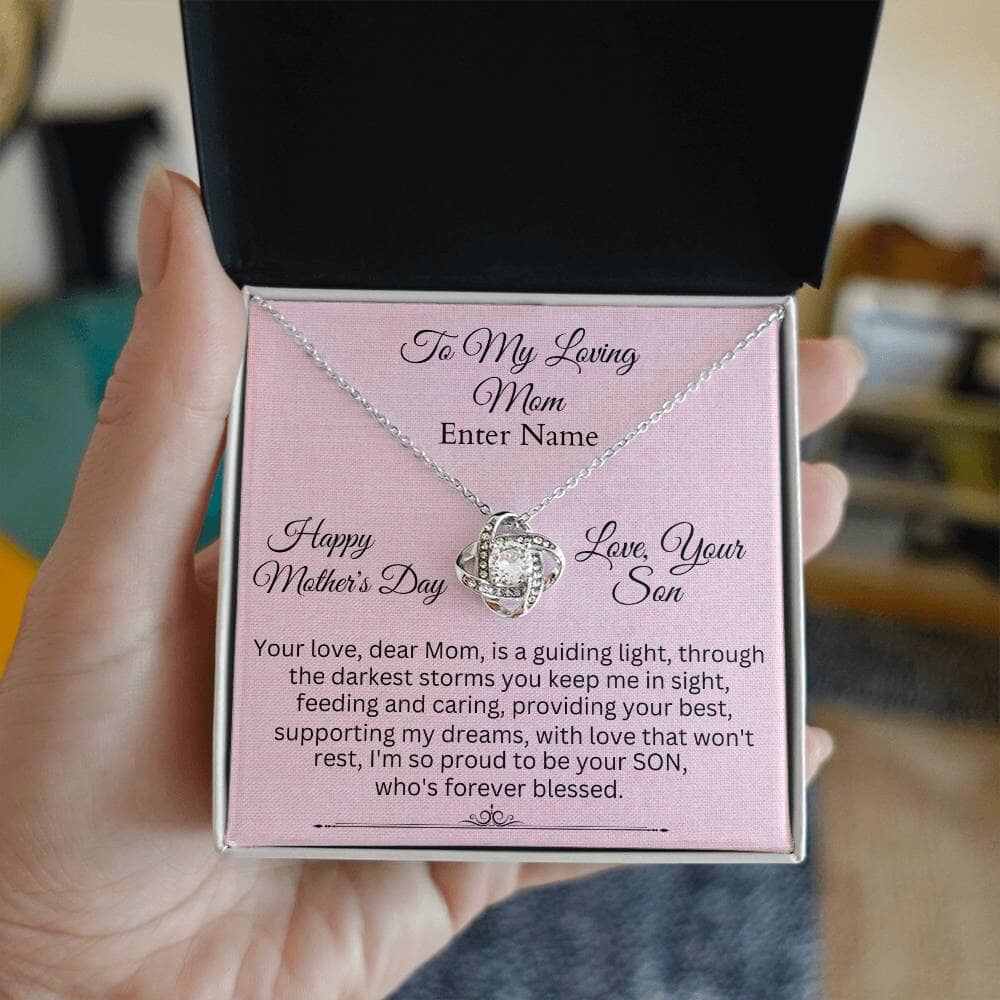 To My Loving
Mom
Enter Name
Happy
Mother's Day
Love, Your
Son
Your love, dear Mom, is a guiding light, through
the darkest storms you keep me in sight,
feeding and caring, providing your best,
supporting my dreams, with love that won't
rest, I'm so proud to be your SON,
who's forever blessed.